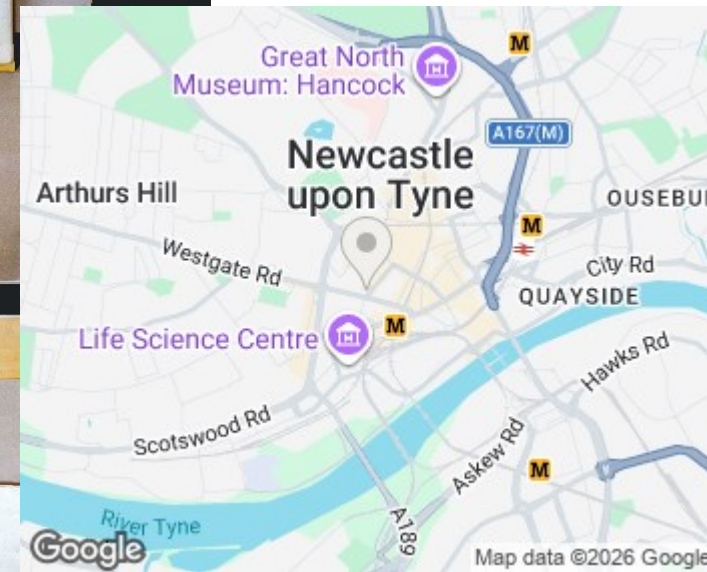 M
Great North
Museum: Hancock
A167(M)
Newcastle
upon Tyne
Arthurs Hill
OUSEBU
M
Westgate Rd
City Rd
QUAYSIDE
Life Science Centre
M
Hawks Rd
Scotswood Rd
Askew Rd
M
River Tyne
A189
Google
Map data ©2026 Google